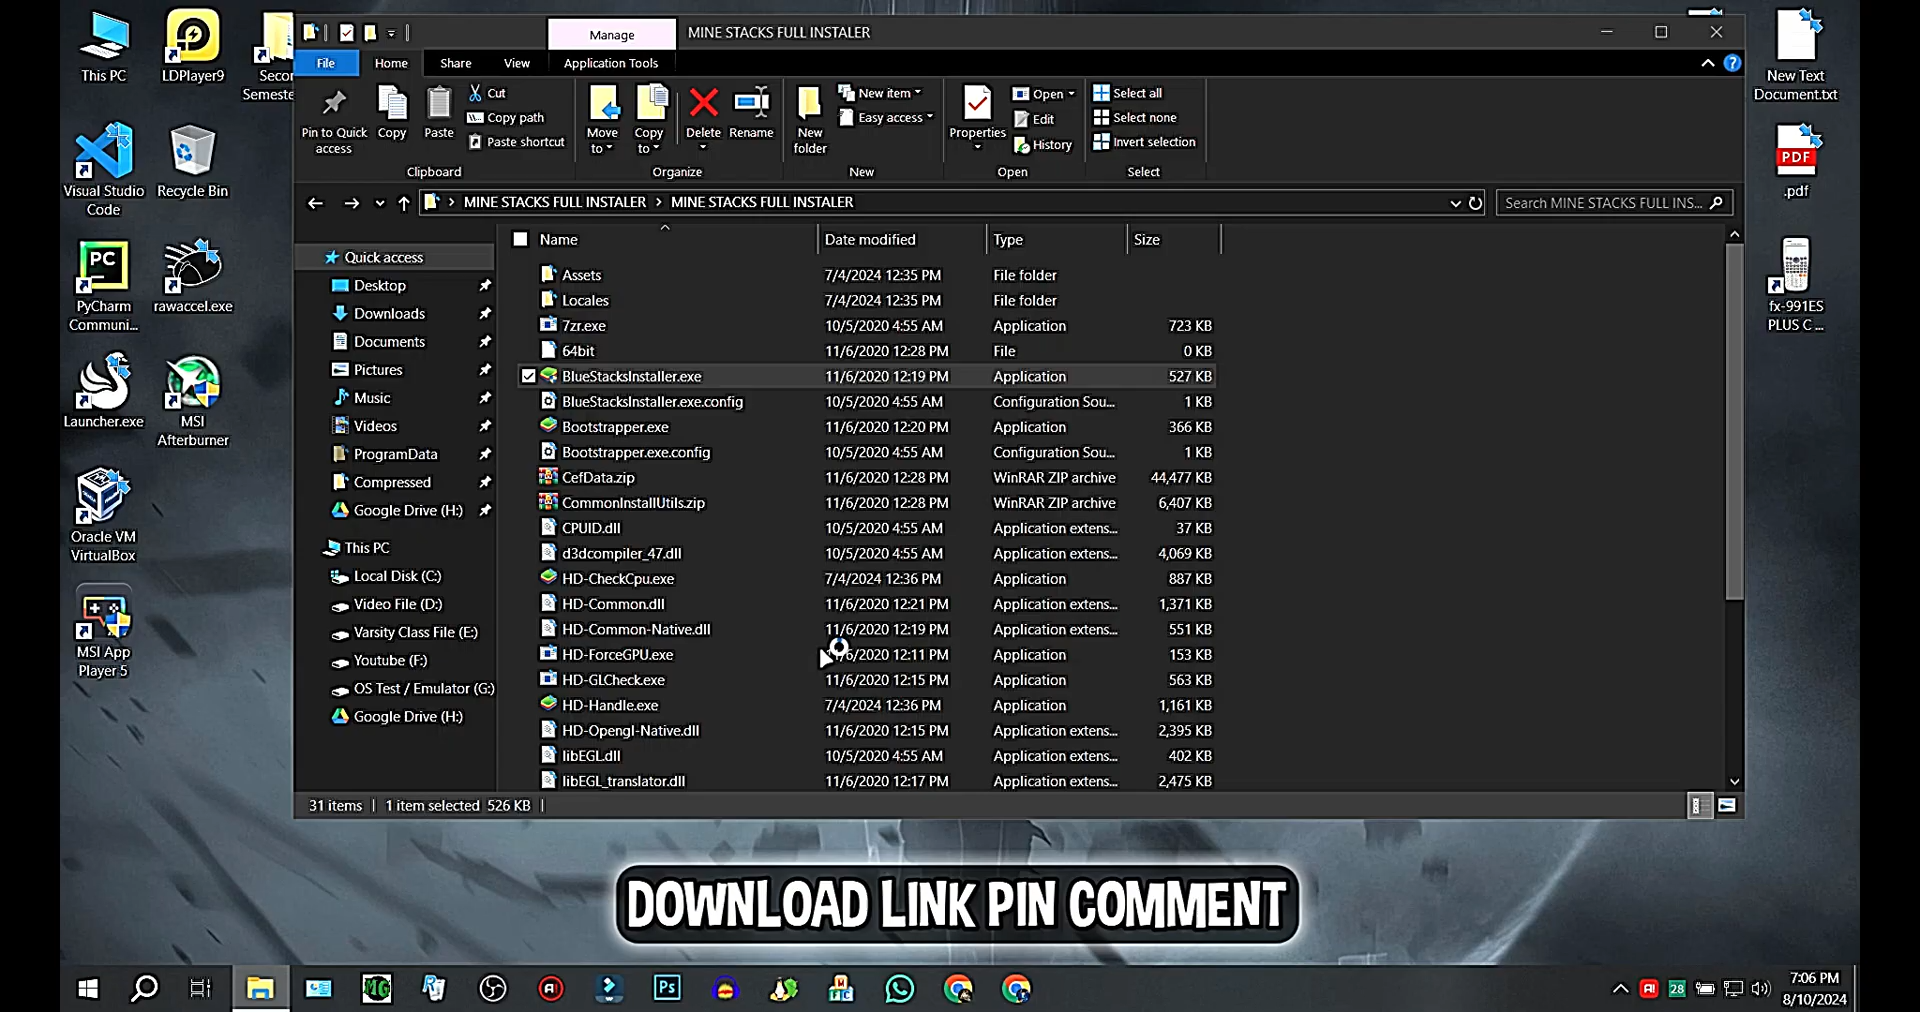 This PC
LDPlayer9
Secon
Semeste
Manage
MINE STACKS FULL INSTALER
File
Home
Share
View
Application Tools
Pin to Quick access
Copy
Paste
Cut
Copy path
Paste shortcut
Clipboard
Move to
Copy to
Delete
Rename
Organize
New folder
New item
Easy access
New
Properties
Open
Edit
History
Open
Select all
Select none
Invert selection
Select
MINE STACKS FULL INSTALER > MINE STACKS FULL INSTALER
Search MINE STACKS FULL INS...
Name Date modified Type Size
Quick access
Desktop
Downloads
Documents
Pictures
Music
Videos
ProgramData
Compressed
Google Drive (H:)
This PC
Local Disk (C:)
Video File (D:)
Varsity Class File (E:)
Youtube (F:)
OS Test / Emulator (G:)
Google Drive (H:)
Assets 7/4/2024 12:35 PM File folder
Locales 7/4/2024 12:35 PM File folder
7zr.exe 10/5/2020 4:55 AM Application 723 KB
64bit 11/6/2020 12:28 PM File 0 KB
BlueStacksInstaller.exe 11/6/2020 12:19 PM Application 527 KB
BlueStacksInstaller.exe.config 10/5/2020 4:55 AM Configuration Sou... 1 KB
Bootstrapper.exe 11/6/2020 12:20 PM Application 366 KB
Bootstrapper.exe.config 10/5/2020 4:55 AM Configuration Sou... 1 KB
CefData.zip 11/6/2020 12:28 PM WinRAR ZIP archive 44,477 KB
CommonInstallUtils.zip 11/6/2020 12:28 PM WinRAR ZIP archive 6,407 KB
CPUID.dll 10/5/2020 4:55 AM Application extens... 37 KB
d3dcompiler_47.dll 10/5/2020 4:55 AM Application extens... 4,069 KB
HD-CheckCpu.exe 7/4/2024 12:36 PM Application 887 KB
HD-Common.dll 11/6/2020 12:21 PM Application extens... 1,371 KB
HD-Common-Native.dll 11/6/2020 12:19 PM Application extens... 551 KB
HD-ForceGPU.exe /2020 12:11 PM Application 153 KB
HD-GLCheck.exe 11/6/2020 12:15 PM Application 563 KB
HD-Handle.exe 7/4/2024 12:36 PM Application 1,161 KB
HD-Opengl-Native.dll 11/6/2020 12:15 PM Application extens... 2,395 KB
libEGL.dll 10/5/2020 4:55 AM Application extens... 402 KB
libEGL_translator.dll 11/6/2020 12:17 PM Application extens... 2,475 KB
31 items 1 item selected 526 KB
Visual Studio
Code
Recycle Bin
PC
PyCharm
Communi...
rawaccel.exe
Launcher.exe
MSI
Afterburner
Oracle VM
VirtualBox
MSI App
Player 5
New Text
Document.txt
PDF
.pdf
fx-991ES
PLUS C ...
DOWNLOAD LINK PIN COMMENT
MG
Ps
28
7:06 PM
8/10/2024